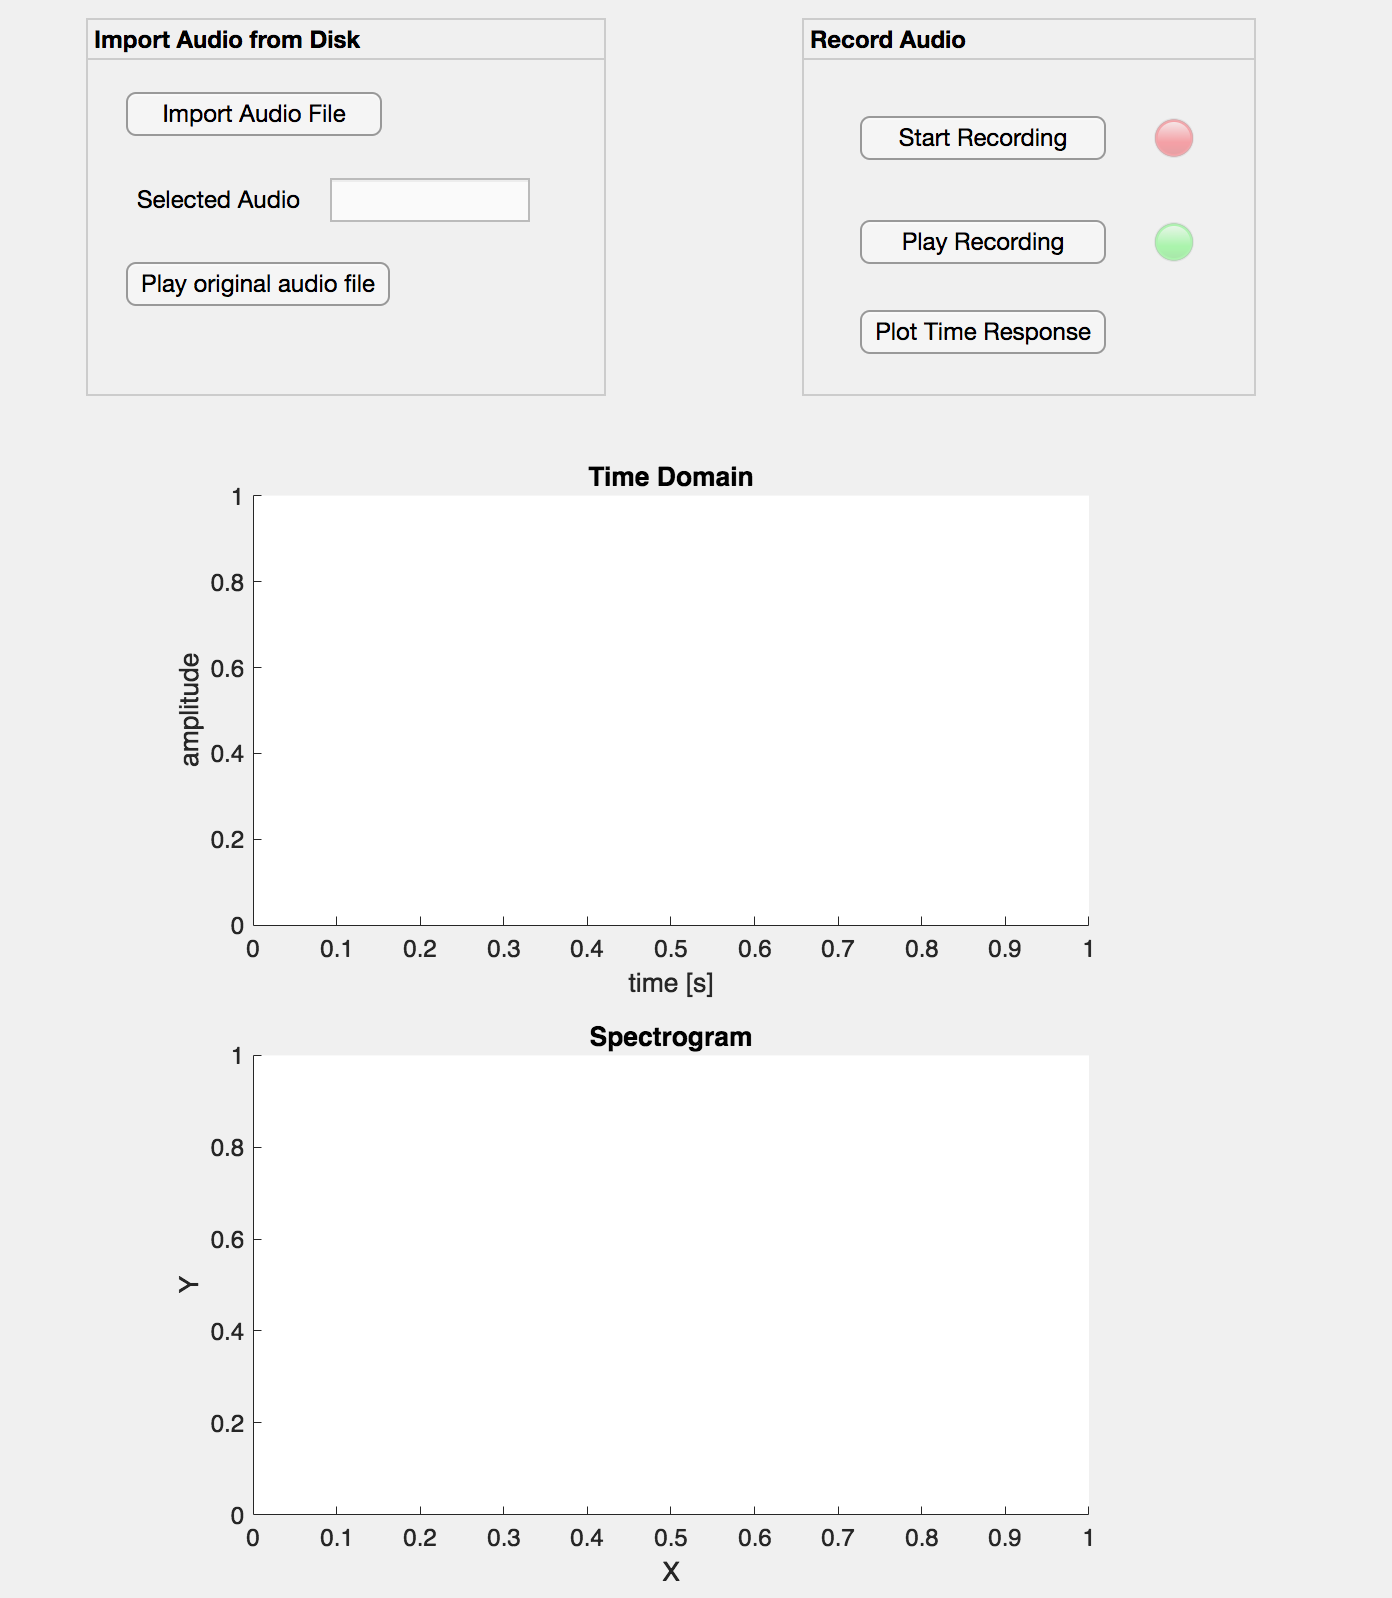 Import Audio from Disk
Import Audio File
Selected Audio
Play original audio file
Record Audio
Start Recording
Play Recording
Plot Time Response
Time Domain
1
0.8
0.6
0.4
0.2
0
amplitude
0 0.1 0.2 0.3 0.4 0.5 0.6 0.7 0.8 0.9 1
time [s]
Spectrogram
1
0.8
0.6
0.4
0.2
0
Y
0 0.1 0.2 0.3 0.4 0.5 0.6 0.7 0.8 0.9 1
X